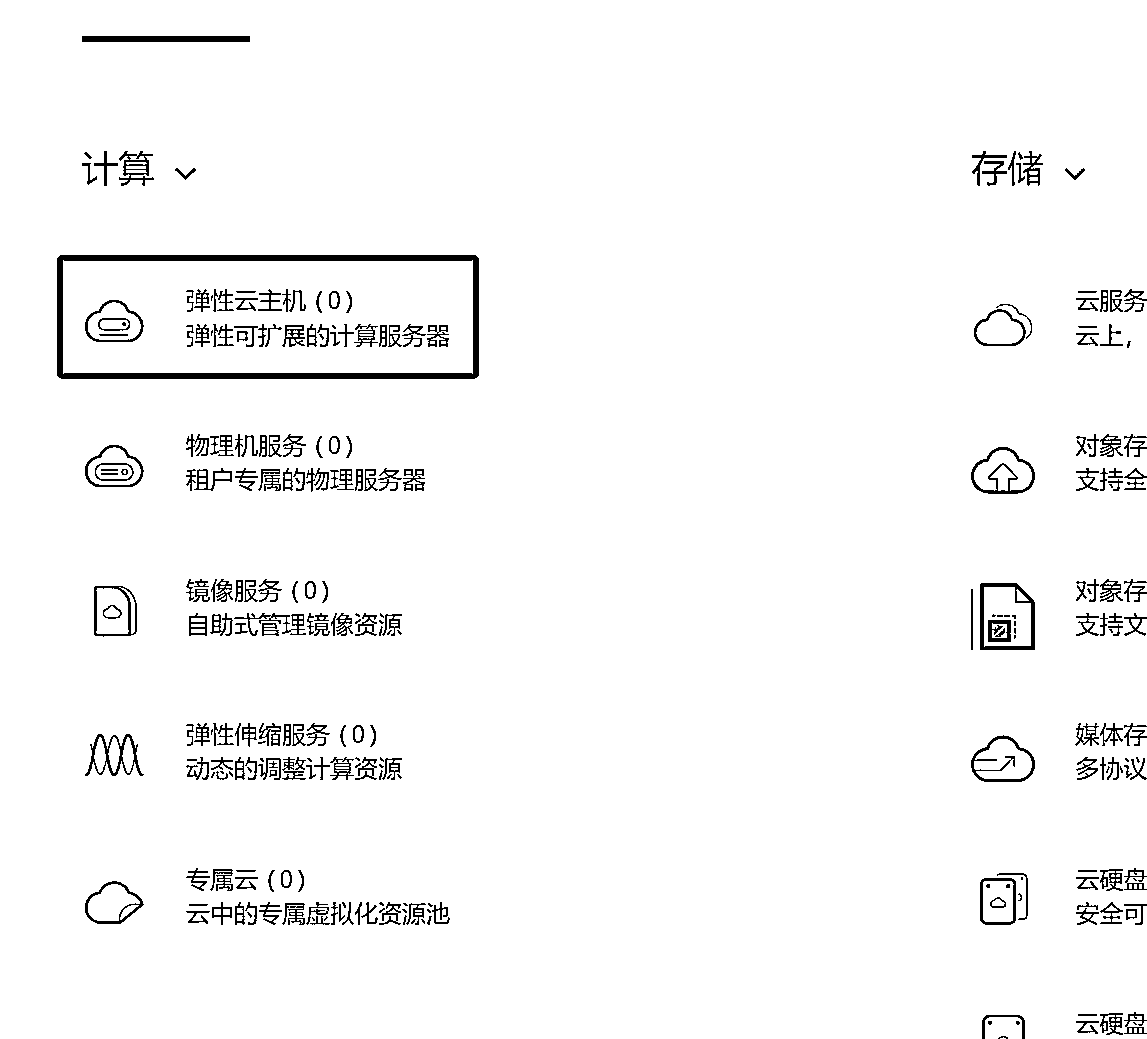 计算
弹性云主机 (0)
弹性可扩展的计算服务器
物理机服务 (0)
租户专属的物理服务器
镜像服务 (0)
自助式管理镜像资源
弹性伸缩服务 (0)
动态的调整计算资源
专属云 (0)
云中的专属虚拟化资源池
存储
云服务
云上，
对象存
支持全
对象存
支持文
媒体存
多协议
云硬盘
安全可
云硬盘